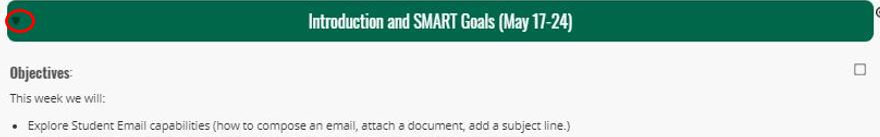 Introduction and SMART Goals (May 17-24)
Objectives:
This week we will:
• Explore Student Email capabilities (how to compose an email, attach a document, add a subject line.)